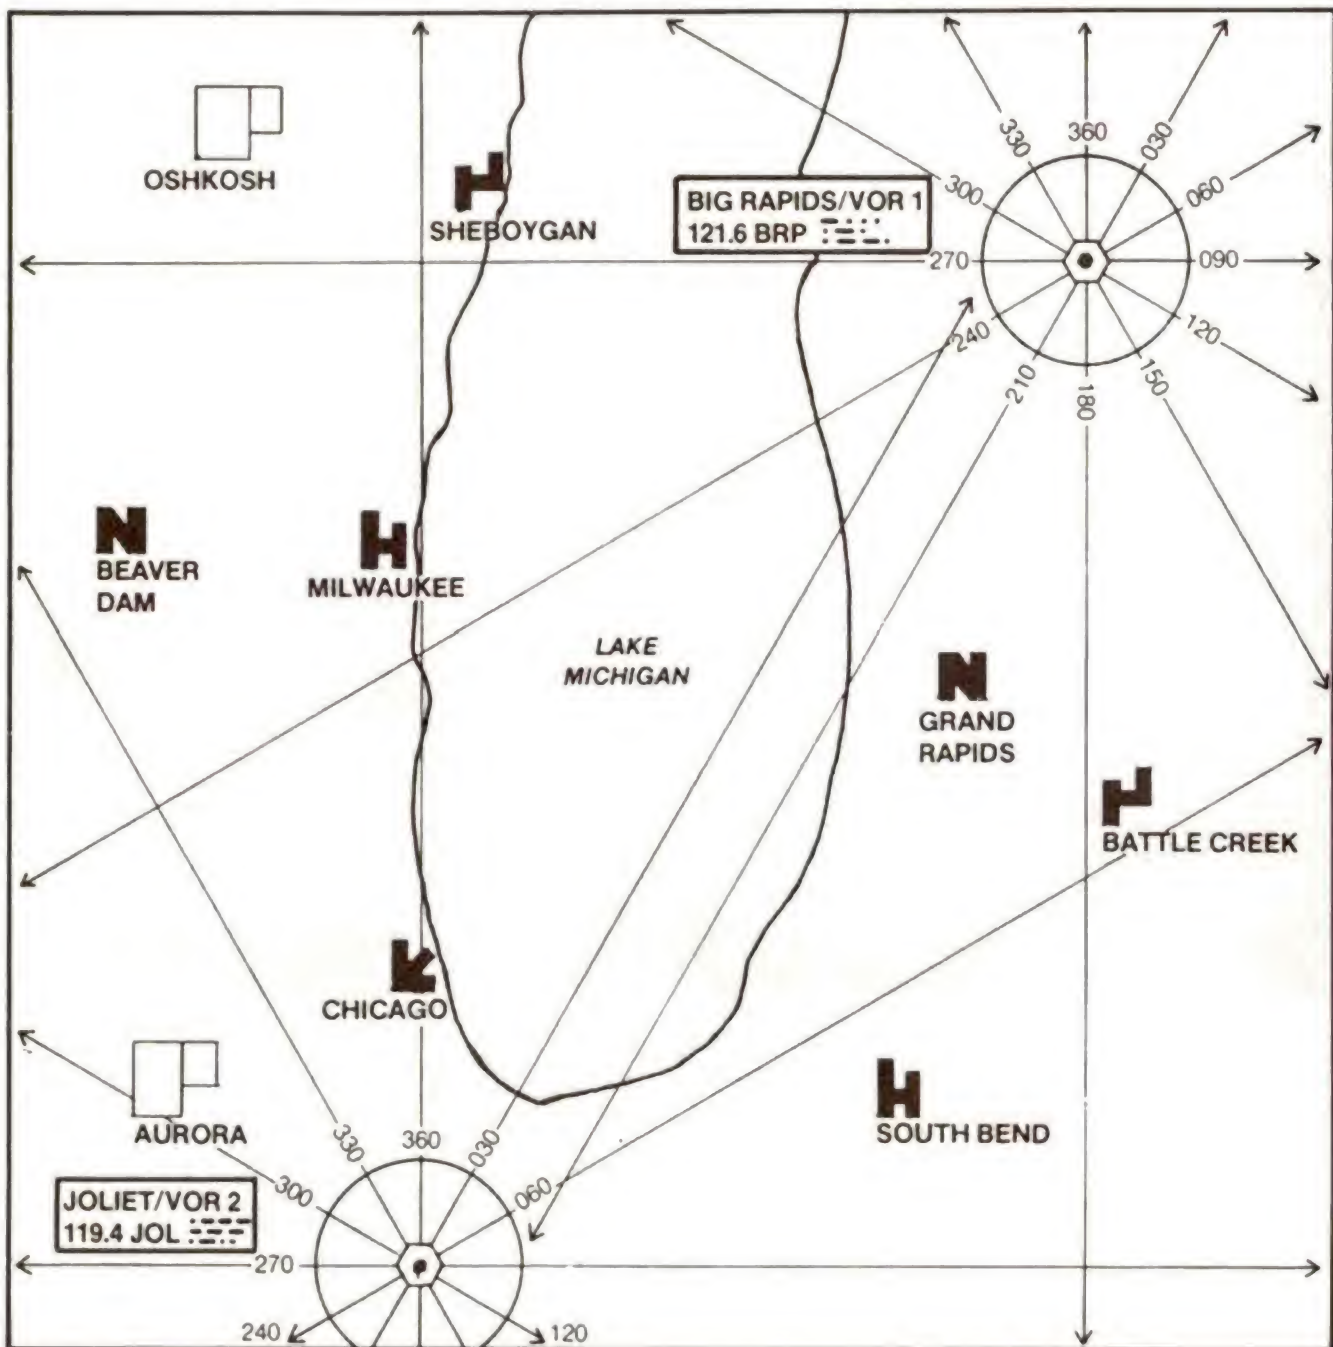 OSHKOSH
SHEBOYGAN
BIG RAPIDS/VOR 1
121.6 BRP
360
030
060
090
120
150
180
210
240
270
300
330
BEAVER
DAM
MILWAUKEE
LAKE
MICHIGAN
GRAND
RAPIDS
BATTLE CREEK
CHICAGO
SOUTH BEND
AURORA
JOLIET/VOR 2
119.4 JOL
360
030
060
120
240
270
300
330